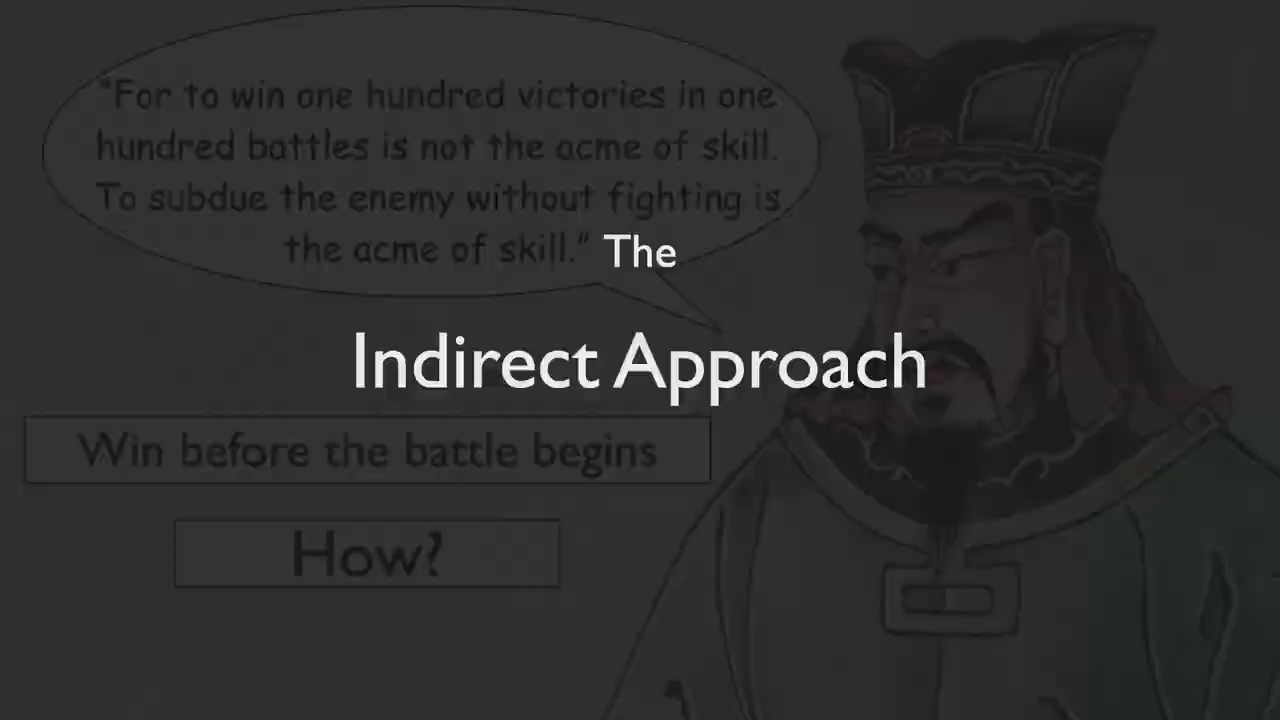 "For to win one hundred victories in one
hundred battles is not the acme of skill.
To subdue the enemy without fighting is
the acme of skill."
The
Indirect Approach
Win before the battle begins
How?